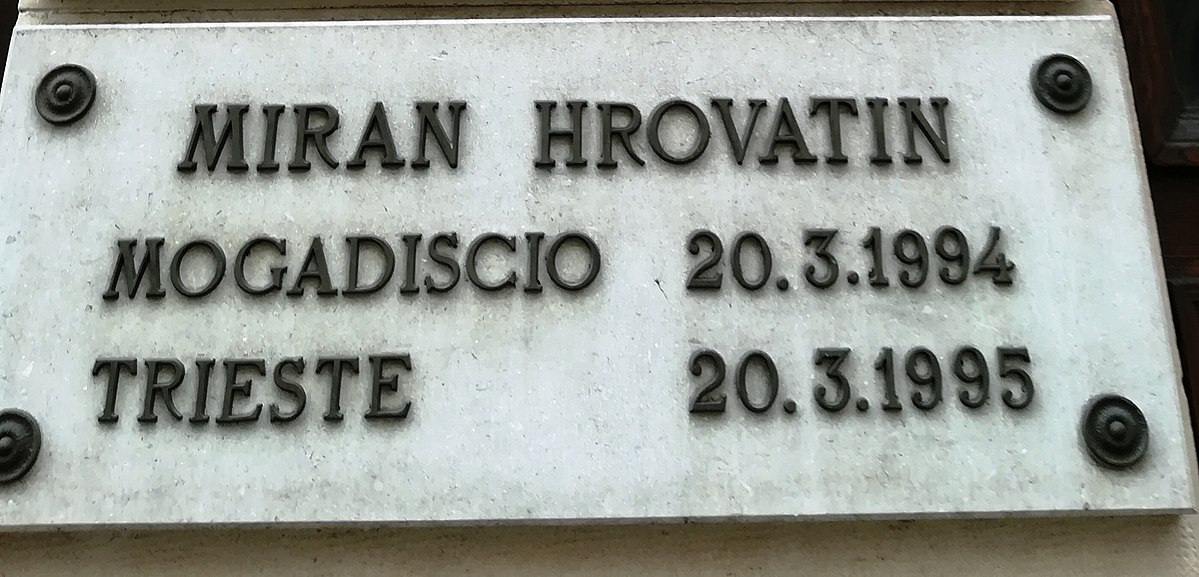 MIRAN HROVATIN
MOGADISCIO 20.3.1994
TRIESTE 20.3.1995